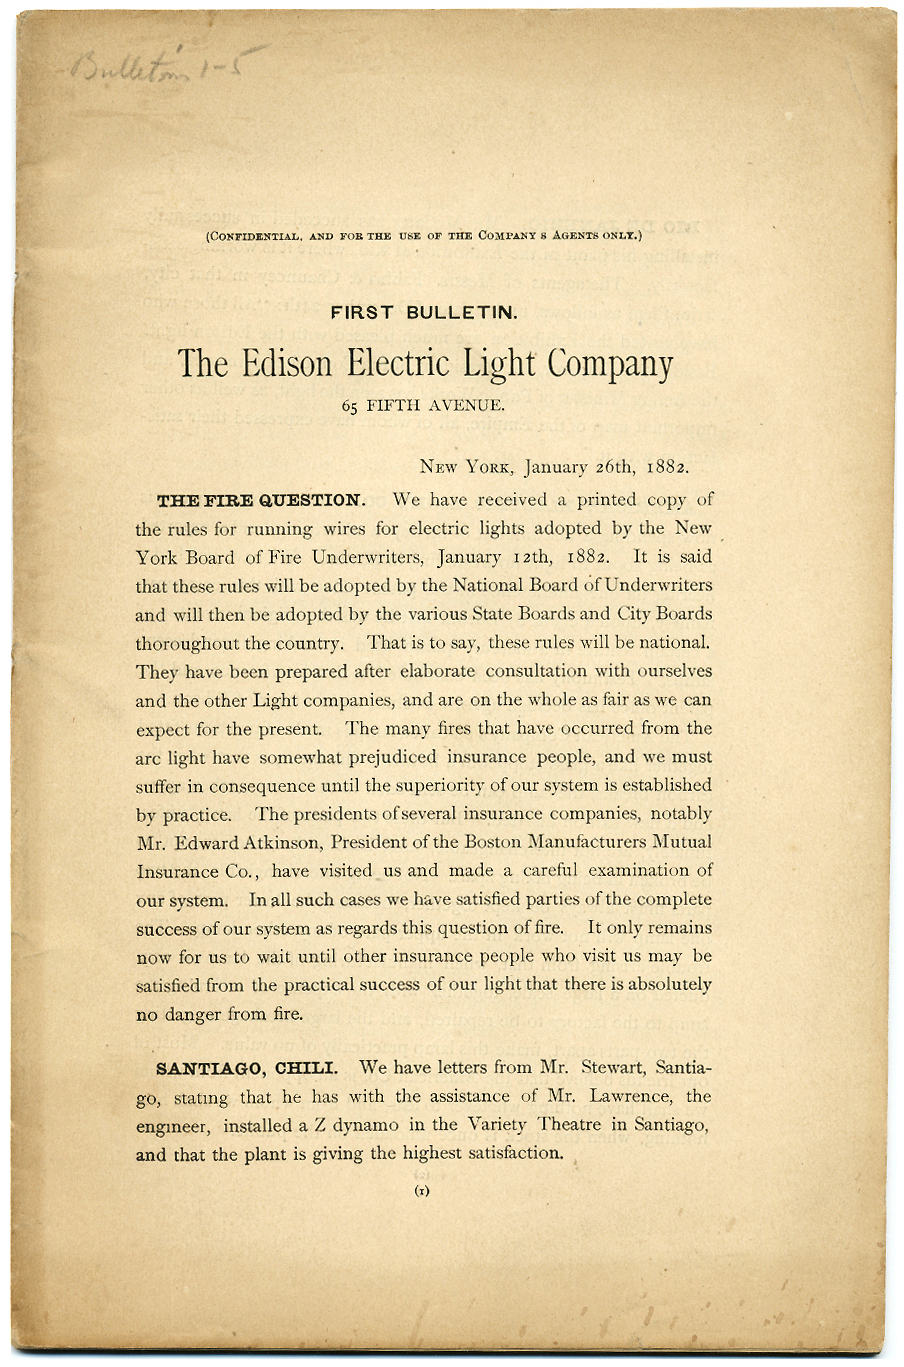 Bulletins 1-5
(Confidential, and for the use of the Company s Agents only.)
FIRST BULLETIN.
The Edison Electric Light Company
65 FIFTH AVENUE.
New York, January 26th, 1882.
THE FIRE QUESTION. We have received a printed copy of
the rules for running wires for electric lights adopted by the New
York Board of Fire Underwriters, January 12th, 1882. It is said
that these rules will be adopted by the National Board of Underwriters
and will then be adopted by the various State Boards and City Boards
thoroughout the country. That is to say, these rules will be national.
They have been prepared after elaborate consultation with ourselves
and the other Light companies, and are on the whole as fair as we can
expect for the present. The many fires that have occurred from the
arc light have somewhat prejudiced insurance people, and we must
suffer in consequence until the superiority of our system is established
by practice. The presidents of several insurance companies, notably
Mr. Edward Atkinson, President of the Boston Manufacturers Mutual
Insurance Co., have visited us and made a careful examination of
our system. In all such cases we have satisfied parties of the complete
success of our system as regards this question of fire. It only remains
now for us to wait until other insurance people who visit us may be
satisfied from the practical success of our light that there is absolutely
no danger from fire.
SANTIAGO, CHILI. We have letters from Mr. Stewart, Santia-
go, stating that he has with the assistance of Mr. Lawrence, the
engineer, installed a Z dynamo in the Variety Theatre in Santiago,
and that the plant is giving the highest satisfaction.
(1)